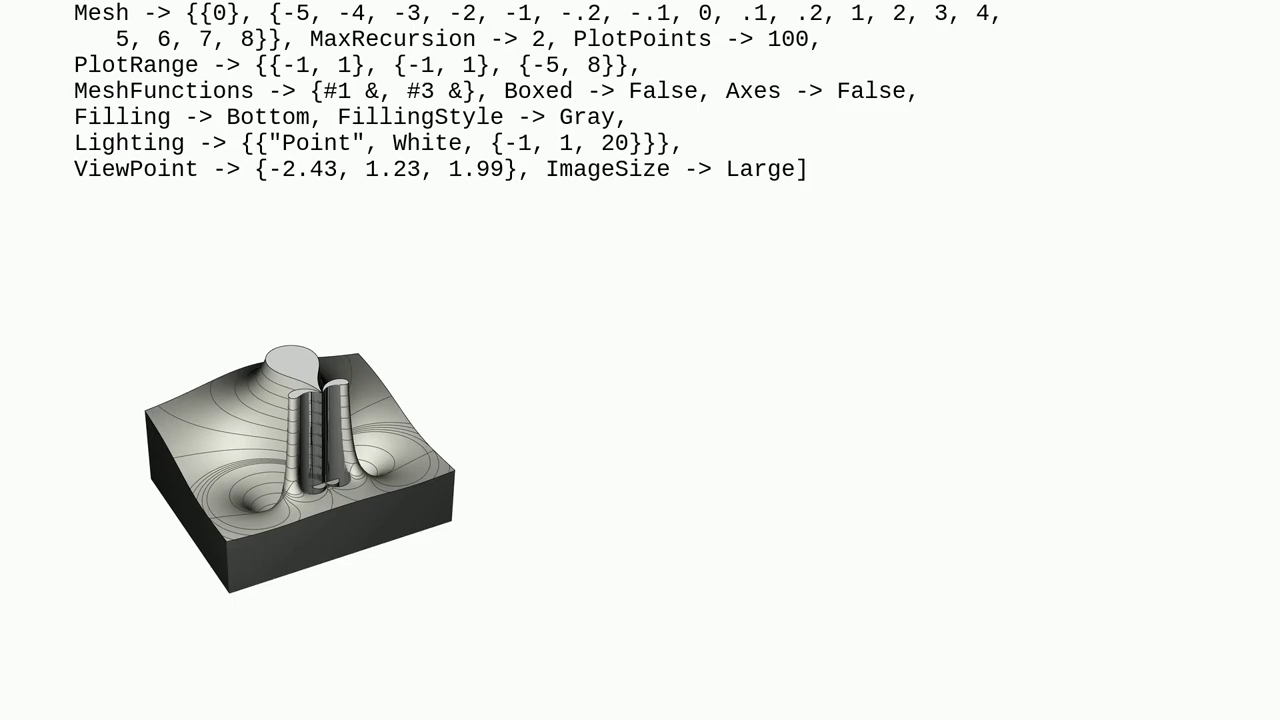 Mesh -> {{0}, {-5, -4, -3, -2, -1, -.2, -.1, 0, .1, .2, 1, 2, 3, 4,
5, 6, 7, 8}}, MaxRecursion -> 2, PlotPoints -> 100,
PlotRange -> {{-1, 1}, {-1, 1}, {-5, 8}},
MeshFunctions -> {#1 &, #3 &}, Boxed -> False, Axes -> False,
Filling -> Bottom, FillingStyle -> Gray,
Lighting -> {{"Point", White, {-1, 1, 20}}},
ViewPoint -> {-2.43, 1.23, 1.99}, ImageSize -> Large]